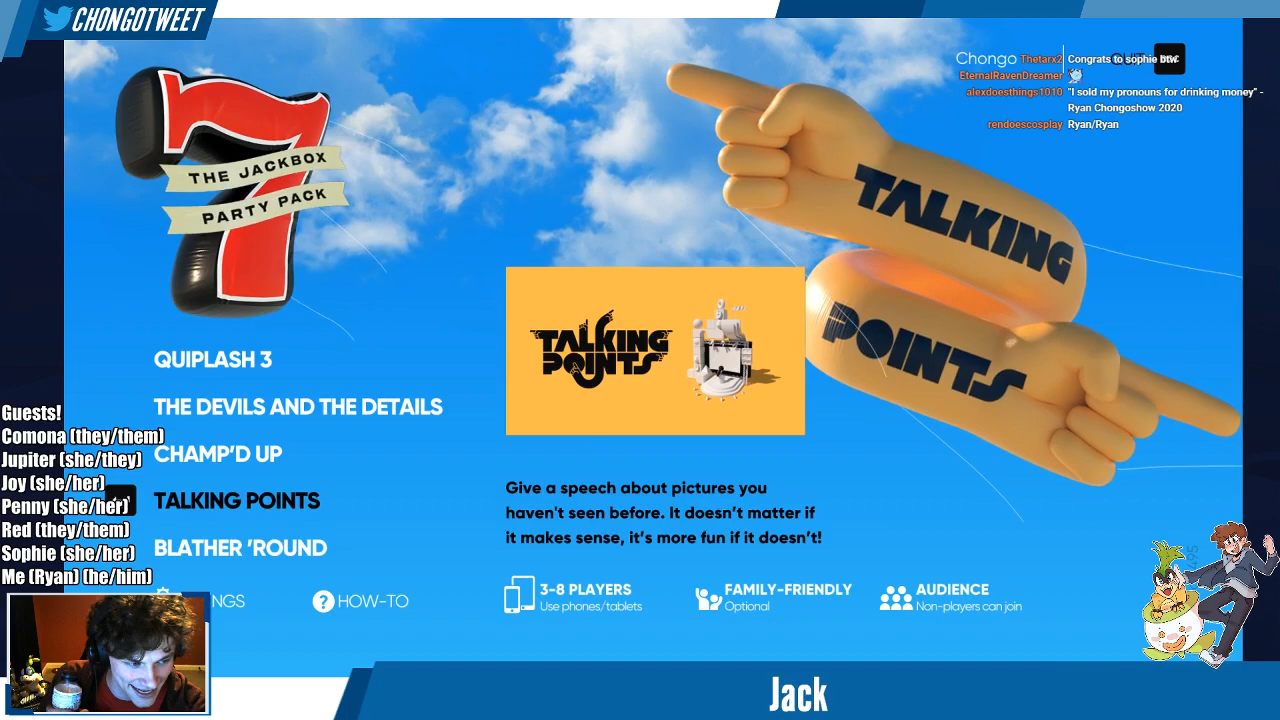 CHONGOTWEET
Chongo
Thetarx2 Congrats to sophie btw
EternalRavenDreamer
alexdoesthings1010 "I sold my pronouns for drinking money" -
Ryan Chongoshow 2020
rendoescosplay Ryan/Ryan
THE JACKBOX
PARTY PACK
7
TALKING
POINTS
TALKING
POINTS
QUIPLASH 3
THE DEVILS AND THE DETAILS
CHAMP'D UP
TALKING POINTS
BLATHER 'ROUND
HOW-TO
Guests!
Comona (they/them)
Jupiter (she/they)
Joy (she/her)
Penny (she/her)
Red (they/them)
Sophie (she/her)
Me (Ryan) (he/him)
Give a speech about pictures you
haven't seen before. It doesn't matter if
it makes sense, it's more fun if it doesn't!
3-8 PLAYERS
Use phones/tablets
FAMILY-FRIENDLY
Optional
AUDIENCE
Non-players can join
Jack